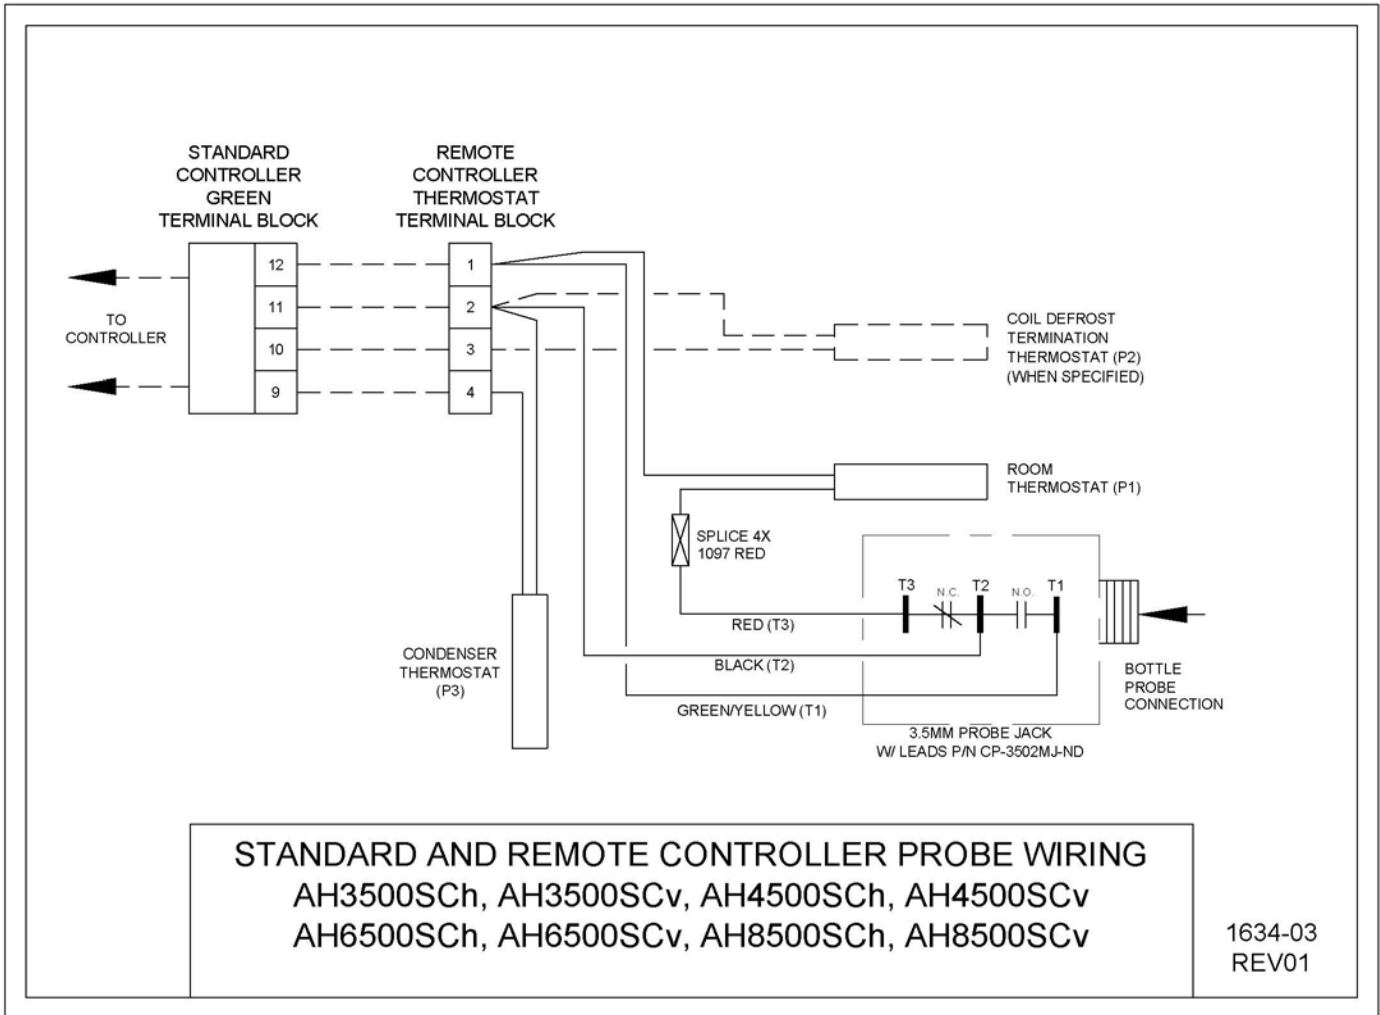 STANDARD
CONTROLLER
GREEN
TERMINAL BLOCK
REMOTE
CONTROLLER
THERMOSTAT
TERMINAL BLOCK
12
11
10
9
1
2
3
4
TO
CONTROLLER
COIL DEFROST
TERMINATION
THERMOSTAT (P2)
(WHEN SPECIFIED)
ROOM
THERMOSTAT (P1)
SPLICE 4X
1097 RED
T3
N.C.
T2
N.O.
T1
RED (T3)
BLACK (T2)
GREEN/YELLOW (T1)
CONDENSER
THERMOSTAT
(P3)
BOTTLE
PROBE
CONNECTION
3.5MM PROBE JACK
W/ LEADS P/N CP-3502MJ-ND
STANDARD AND REMOTE CONTROLLER PROBE WIRING
AH3500SCh, AH3500SCv, AH4500SCh, AH4500SCv
AH6500SCh, AH6500SCv, AH8500SCh, AH8500SCv
1634-03
REV01